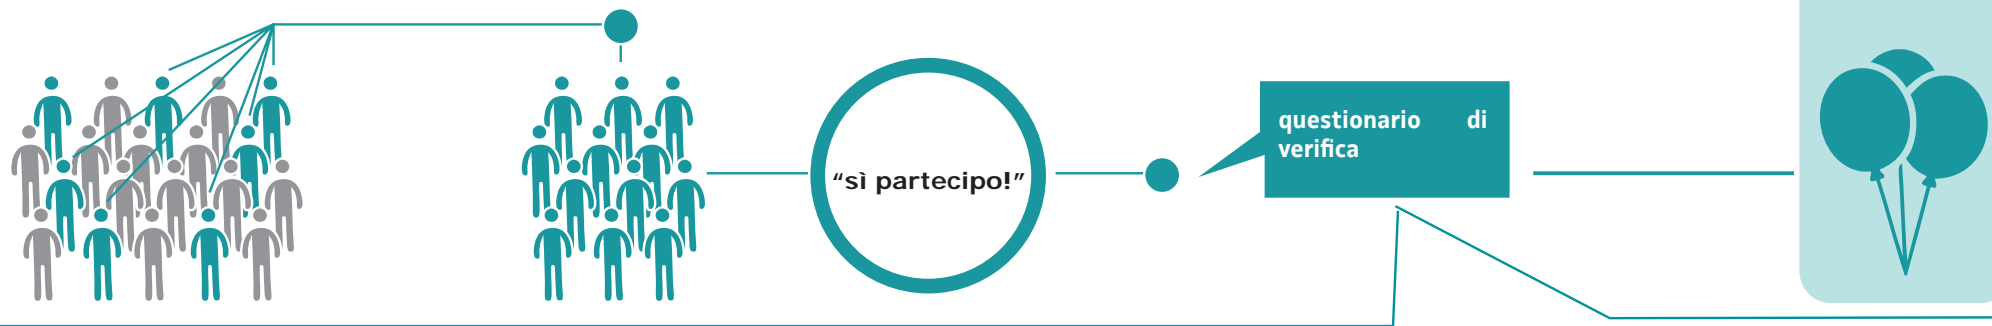 “sì partecipo!”
questionario di
verifica